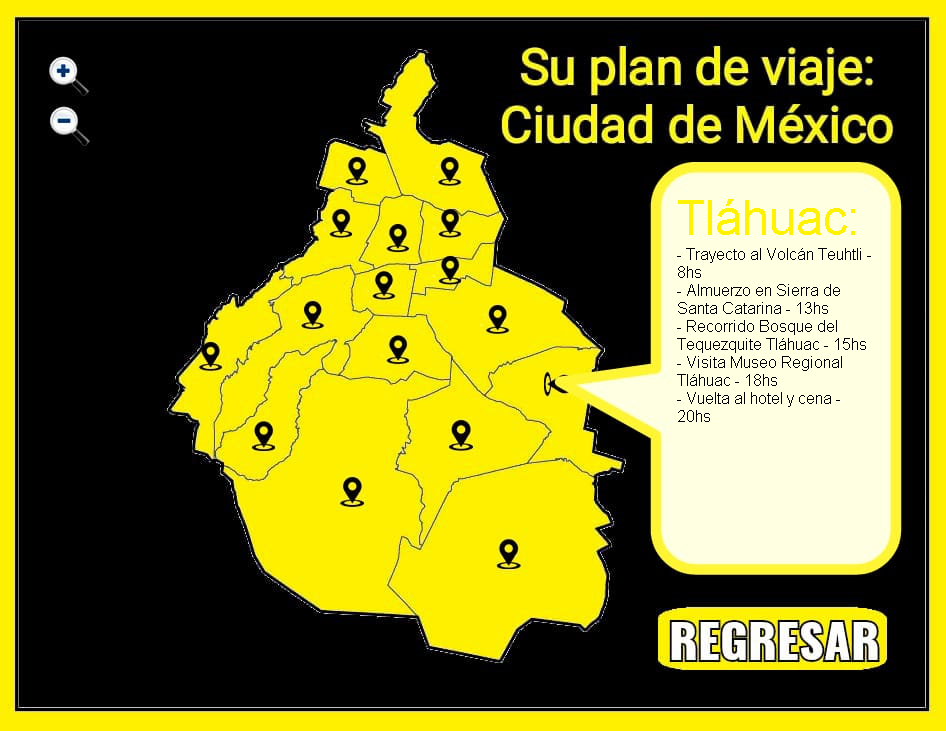 Su plan de viaje:
Ciudad de México
Tláhuac:
- Trayecto al Volcán Teuhtli -
8hs
- Almuerzo en Sierra de
Santa Catarina - 13hs
- Recorrido Bosque del
Tequezquite Tláhuac - 15hs
- Visita Museo Regional
Tláhuac - 18hs
- Vuelta al hotel y cena -
20hs
REGRESAR